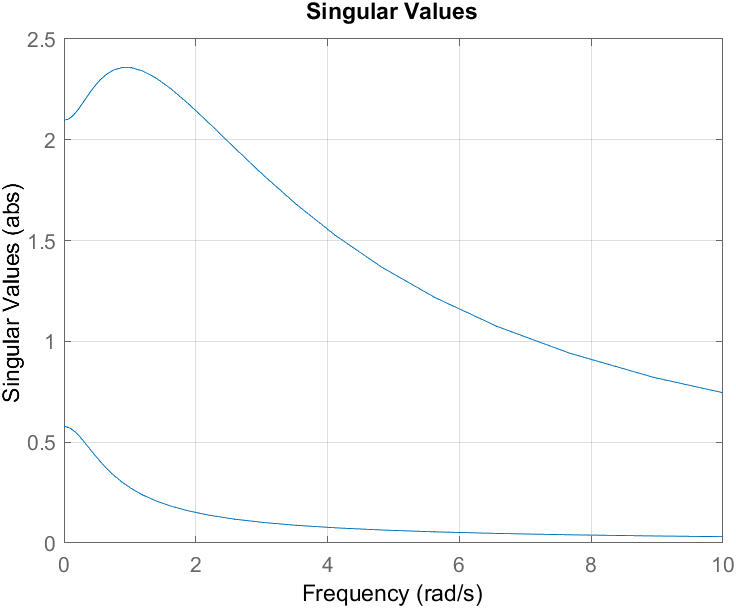 Singular Values
Singular Values (abs)
2.5
2
1.5
1
0.5
0
0 2 4 6 8 10
Frequency (rad/s)